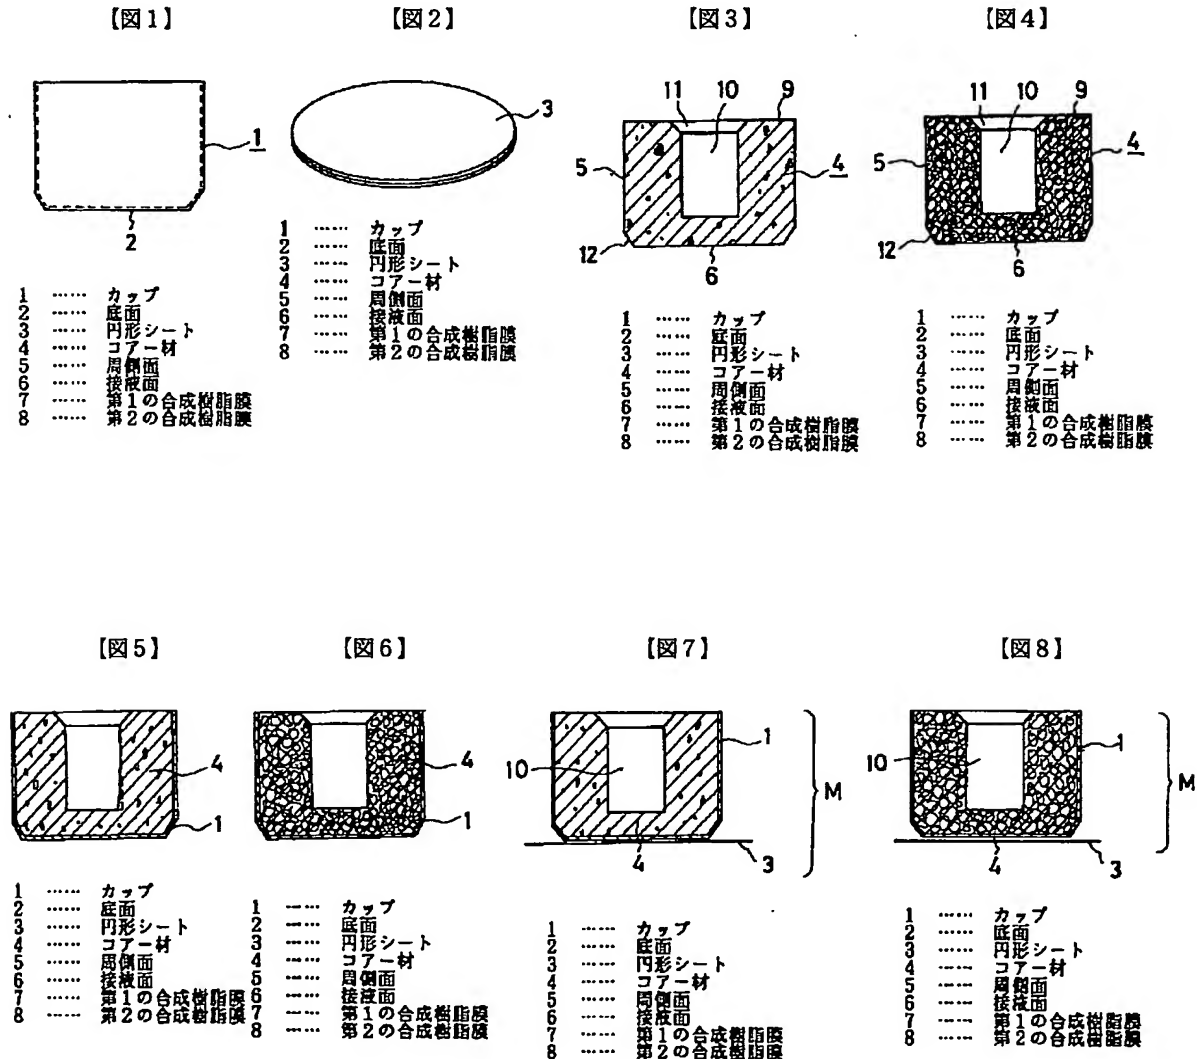 【図1】
【図2】
【図3】
【図4】
1
2
3
11
10
9
5
4
12
6
11
10
9
5
4
12
6
1 …… カップ
2 …… 底面
3 …… 円形シート
4 …… コアー材
5 …… 周側面
6 …… 接液面
7 …… 第1の合成樹脂膜
8 …… 第2の合成樹脂膜
1 …… カップ
2 …… 底面
3 …… 円形シート
4 …… コアー材
5 …… 周側面
6 …… 接液面
7 …… 第1の合成樹脂膜
8 …… 第2の合成樹脂膜
1 …… カップ
2 …… 底面
3 …… 円形シート
4 …… コアー材
5 …… 周側面
6 …… 接液面
7 …… 第1の合成樹脂膜
8 …… 第2の合成樹脂膜
1 …… カップ
2 …… 底面
3 …… 円形シート
4 …… コアー材
5 …… 周側面
6 …… 接液面
7 …… 第1の合成樹脂膜
8 …… 第2の合成樹脂膜
【図5】
【図6】
【図7】
【図8】
4
1
4
1
1
10
M
4
3
1
10
M
4
3
1 …… カップ
2 …… 底面
3 …… 円形シート
4 …… コアー材
5 …… 周側面
6 …… 接液面
7 …… 第1の合成樹脂膜
8 …… 第2の合成樹脂膜
1 …… カップ
2 …… 底面
3 …… 円形シート
4 …… コアー材
5 …… 周側面
6 …… 接液面
7 …… 第1の合成樹脂膜
8 …… 第2の合成樹脂膜
1 …… カップ
2 …… 底面
3 …… 円形シート
4 …… コアー材
5 …… 周側面
6 …… 接液面
7 …… 第1の合成樹脂膜
8 …… 第2の合成樹脂膜
1 …… カップ
2 …… 底面
3 …… 円形シート
4 …… コアー材
5 …… 周側面
6 …… 接液面
7 …… 第1の合成樹脂膜
8 …… 第2の合成樹脂膜